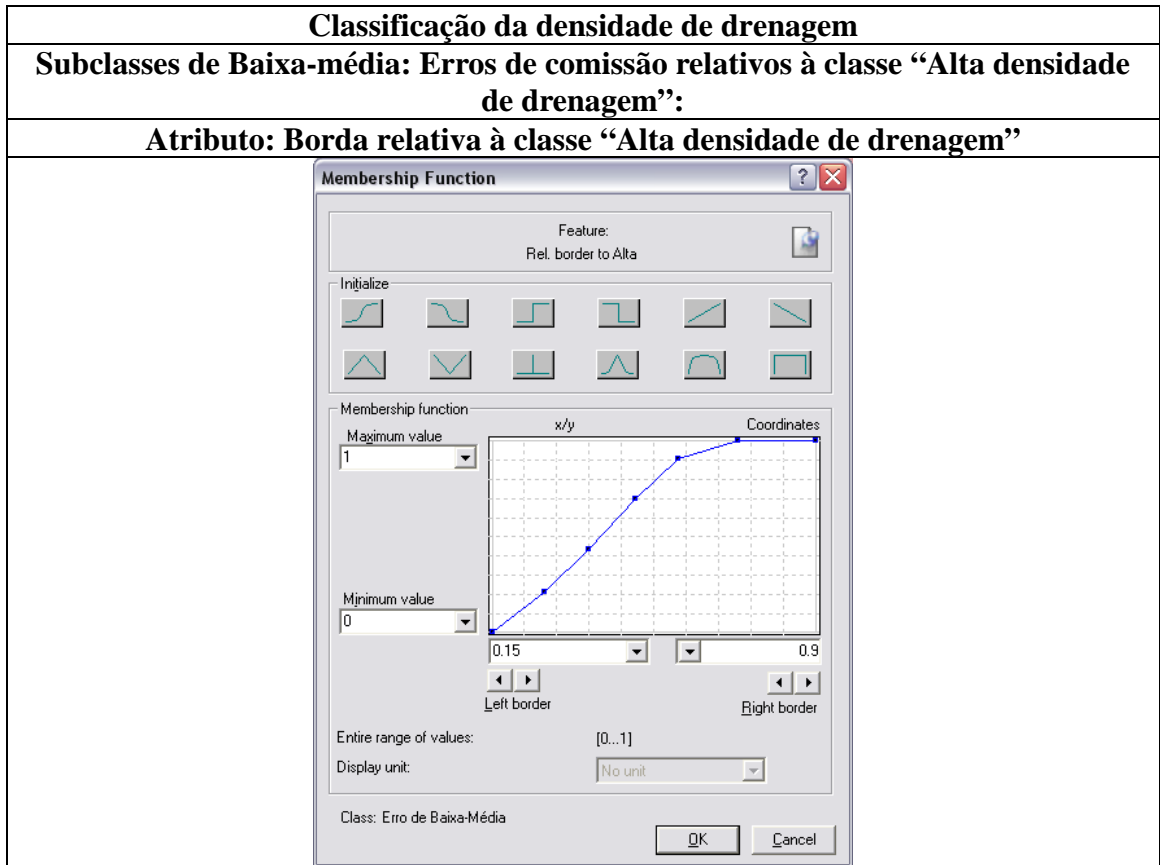 Classificação da densidade de drenagem
Subclasses de Baixa-média: Erros de comissão relativos à classe “Alta densidade
de drenagem”:
Atributo: Borda relativa à classe “Alta densidade de drenagem”
Membership Function
?
Feature:
Rel. border to Alta
Initialize
Membership function
x/y
Coordinates
Maximum value
1
Minimum value
0
0.15
0.9
Left border
Right border
Entire range of values:
[0...1]
Display unit:
No unit
Class: Erro de Baixa-Média
OK
Cancel